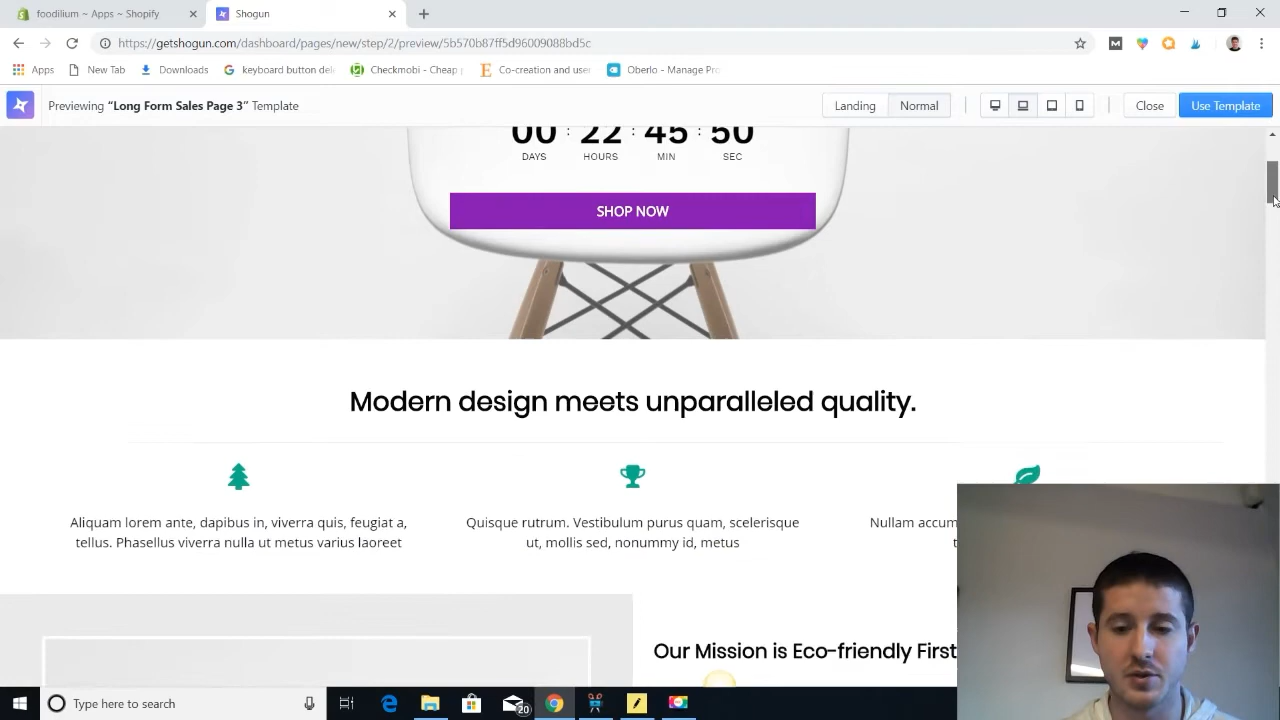 foodilium ~ Apps ~ Shopify
Shogun
https://getshogun.com/dashboard/pages/new/step/2/preview/5b570b87ff5d96009088bd5c
Apps
New Tab
Downloads
keyboard button del
Checkmobi - Cheap p
Co-creation and user
Oberlo - Manage Pro
Previewing “Long Form Sales Page 3” Template
Landing
Normal
Close
Use Template
00 : 22 : 45 : 50
DAYS HOURS MIN SEC
SHOP NOW
Modern design meets unparalleled quality.
Aliquam lorem ante, dapibus in, viverra quis, feugiat a,
tellus. Phasellus viverra nulla ut metus varius laoreet
Quisque rutrum. Vestibulum purus quam, scelerisque
ut, mollis sed, nonummy id, metus
Nullam accum
t
Our Mission is Eco-friendly First
Type here to search
20